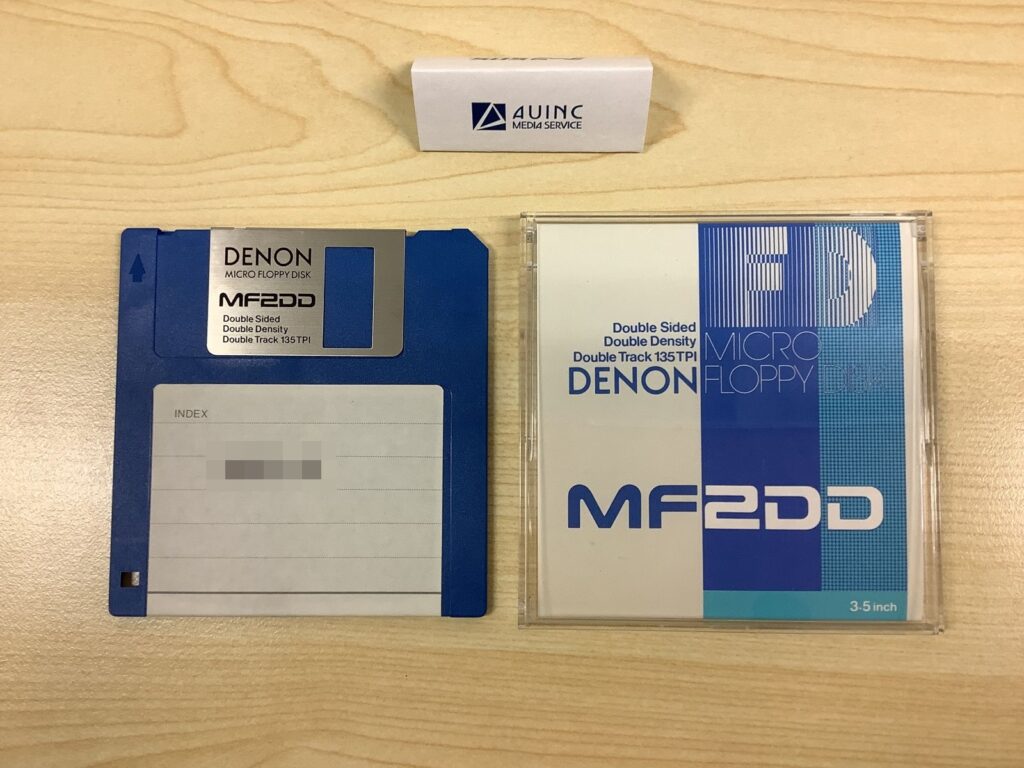 AUINC
MEDIA SERVICE
DENON
MICRO FLOPPY DISK
MF2DD
Double Sided
Double Density
Double Track 135TPI
INDEX
FD
Double Sided
Double Density
Double Track 135TPI
MICRO
DENON FLOPPY DISK
MF2DD
3.5 inch